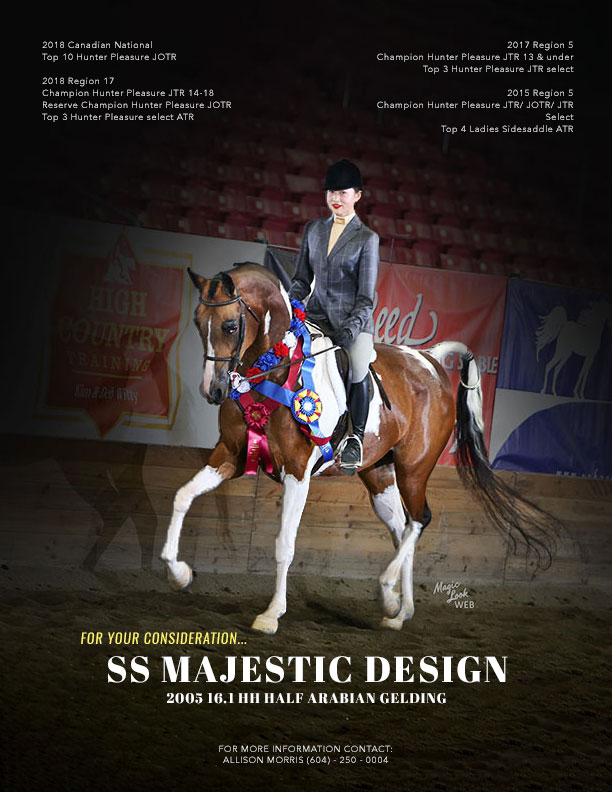 2018 Canadian National
Top 10 Hunter Pleasure JOTR
2018 Region 17
Champion Hunter Pleasure JTR 14-18
Reserve Champion Hunter Pleasure JOTR
Top 3 Hunter Pleasure select ATR
2017 Region 5
Champion Hunter Pleasure JTR 13 & under
Top 3 Hunter Pleasure JTR select
2015 Region 5
Champion Hunter Pleasure JTR/ JOTR/ JTR
Select
Top 4 Ladies Sidesaddle ATR
HIGH
COUNTRY
TRAINING
Magic
Look
WEB
FOR YOUR CONSIDERATION...
SS MAJESTIC DESIGN
2005 16.1 HH HALF ARABIAN GELDING
FOR MORE INFORMATION CONTACT:
ALLISON MORRIS (604) - 250 - 0004